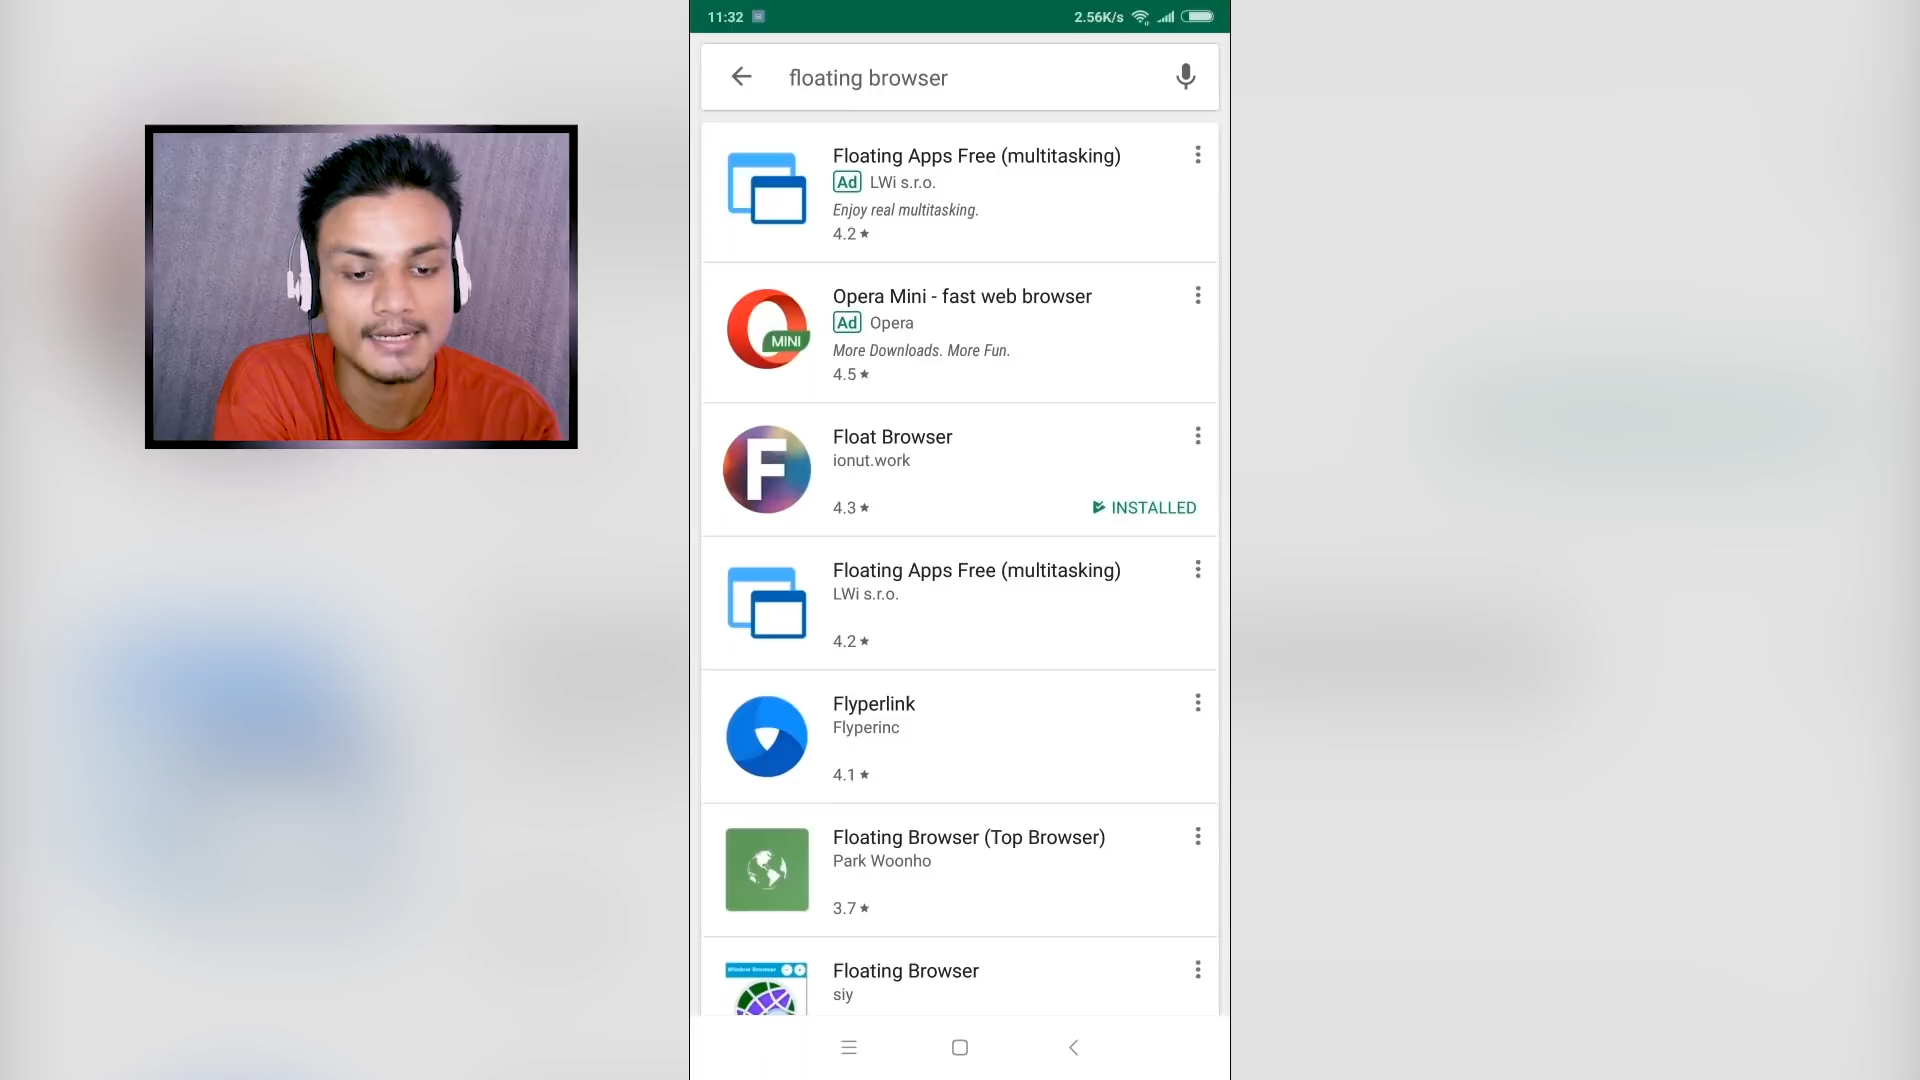 11:32
2.56K/s
floating browser
Floating Apps Free (multitasking)
Ad LWi s.r.o.
Enjoy real multitasking.
4.2★
Opera Mini - fast web browser
MINI
Ad Opera
More Downloads. More Fun.
4.5★
F
Float Browser
ionut.work
4.3★
INSTALLED
Floating Apps Free (multitasking)
LWi s.r.o.
4.2★
Flyperlink
Flyperinc
4.1★
Floating Browser (Top Browser)
Park Woonho
3.7★
Window Browser
Floating Browser
siy